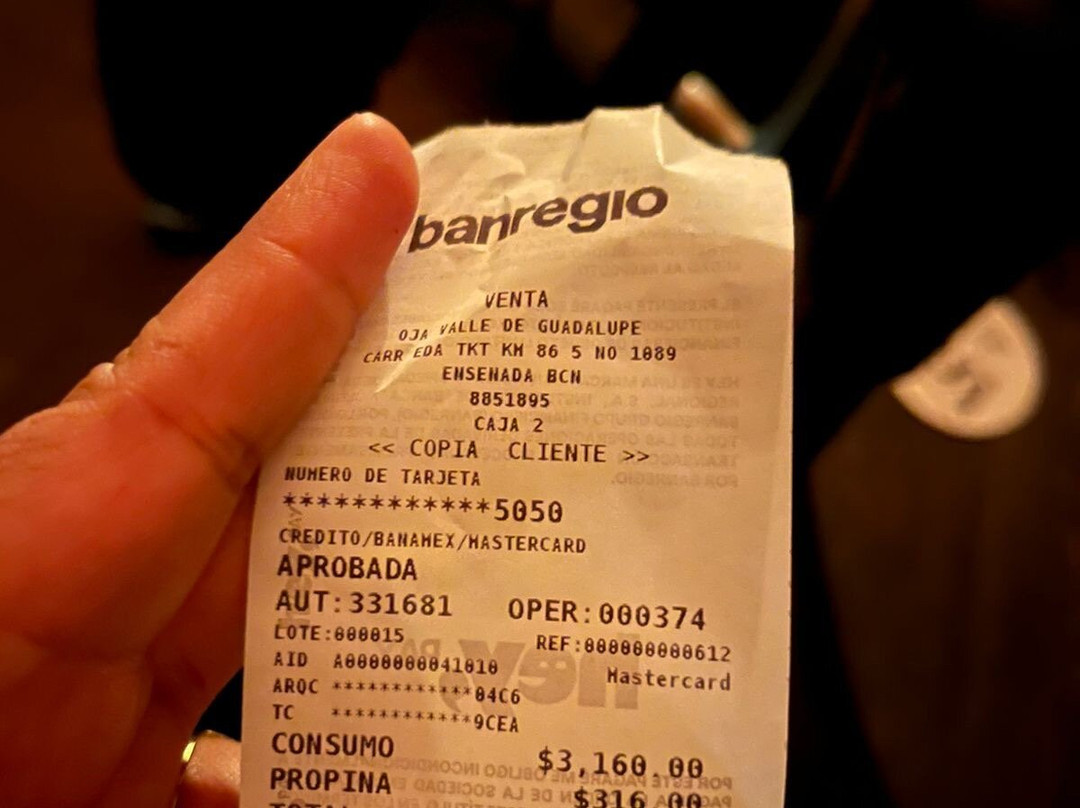 banregio
VENTA
OJA VALLE DE GUADALUPE
CARR EDA TKT KM 86 5 NO 1089
ENSENADA BCN
8851895
CAJA 2
<< COPIA CLIENTE >>
NUMERO DE TARJETA
************5050
CREDITO/BANAMEX/MASTERCARD
APROBADA
AUT:331681 OPER:000374
LOTE:000015 REF:000000000612
AID A0000000041010 Mastercard
ARQC ************04C6
TC ************9CEA
CONSUMO $3,160.00
PROPINA $316.00